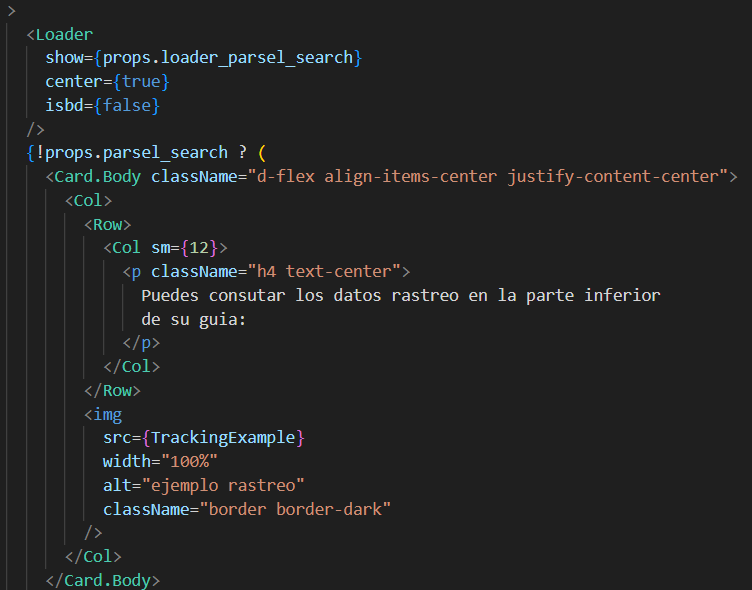 >
<Loader
show={props.loader_parsel_search}
center={true}
isbd={false}
/>
{!props.parsel_search ? (
<Card.Body className="d-flex align-items-center justify-content-center">
<Col>
<Row>
<Col sm={12}>
<p className="h4 text-center">
Puedes consutar los datos rastreo en la parte inferior
de su guia:
</p>
</Col>
</Row>
<img
src={TrackingExample}
width="100%"
alt="ejemplo rastreo"
className="border border-dark"
/>
</Col>
</Card.Body>